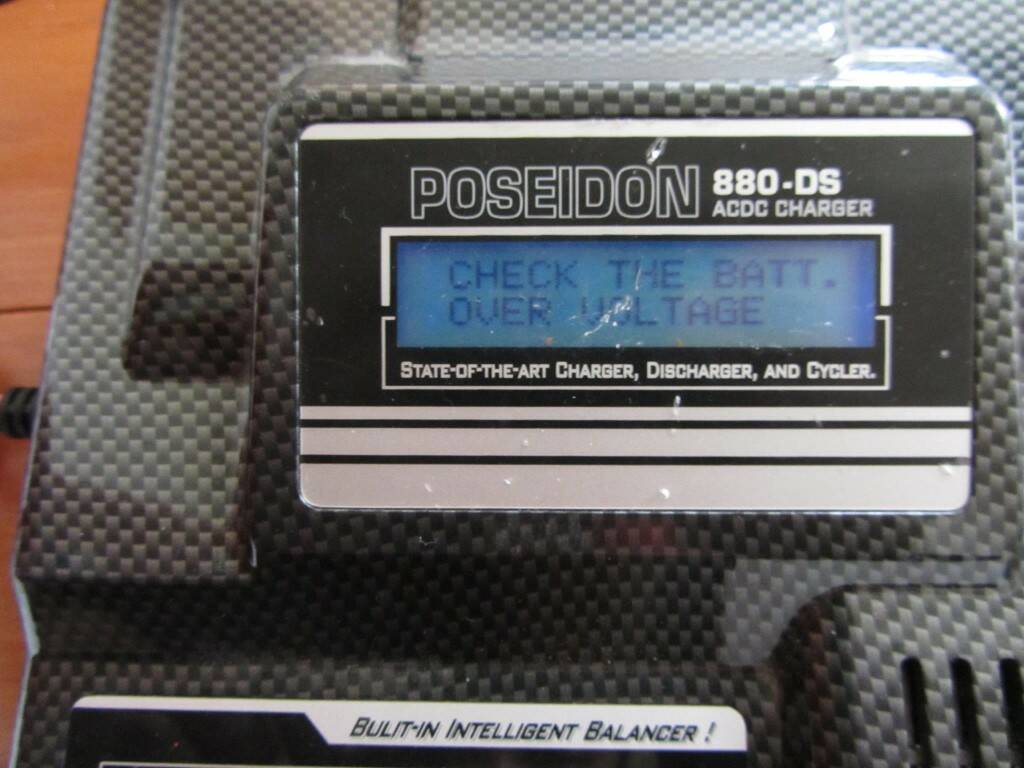 POSEIDON 880-DS
ACDC CHARGER
CHECK THE BATT.
OVER VOLTAGE
STATE-OF-THE-ART CHARGER, DISCHARGER, AND CYCLER.
BULIT-IN INTELLIGENT BALANCER !